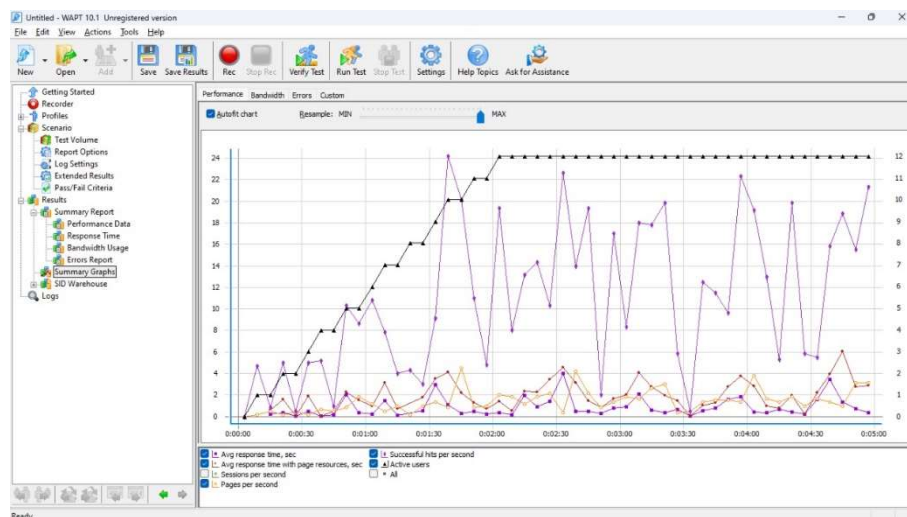 Untitled - WAPT 10.1 Unregistered version
File Edit View Actions Tools Help
New Open Add Save Save Results Rec Stop Rec Verify Test Run Test Stop Test Settings Help Topics Ask for Assistance
Getting Started
Recorder
Profiles
Scenario
Test Volume
Report Options
Log Settings
Extended Results
Pass/Fail Criteria
Results
Summary Report
Performance Data
Response Time
Bandwidth Usage
Errors Report
Summary Graphs
SID Warehouse
Logs
Performance Bandwidth Errors Custom
Autofit chart Resample: MIN MAX
24 12
22 11
20 10
18 9
16 8
14 7
12 6
10 5
8 4
6 3
4 2
2 1
0 0
0:00:00 0:00:30 0:01:00 0:01:30 0:02:00 0:02:30 0:03:00 0:03:30 0:04:00 0:04:30 0:05:00
Avg response time, sec Successful hits per second
Avg response time with page resources, sec Active users
Sessions per second All
Pages per second
Ready